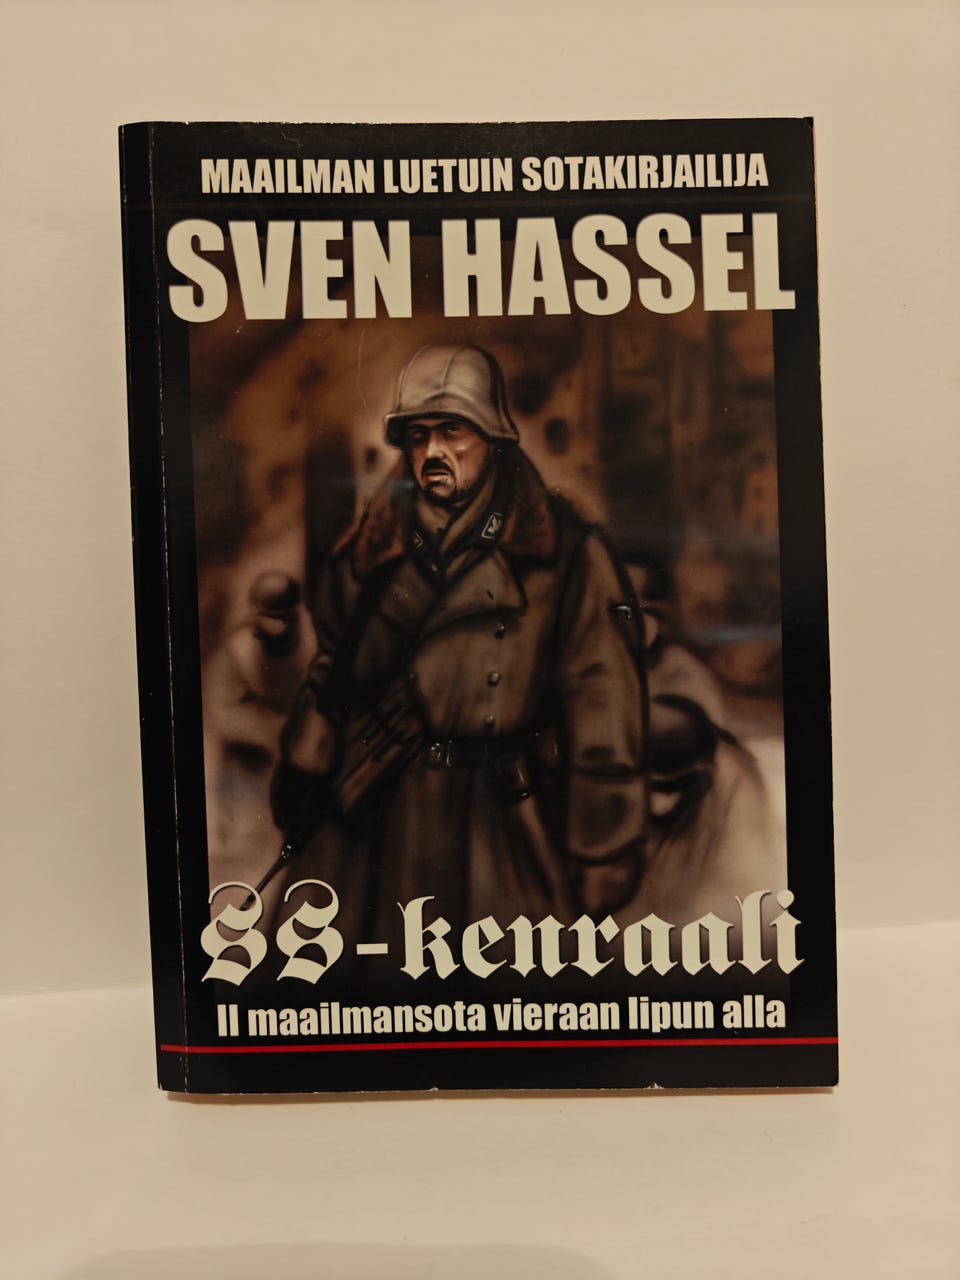 MAAILMAN LUETUIN SOTAKIRJAILIJA
SVEN HASSEL
SS-kenraali
II maailmansota vieraan lipun alla